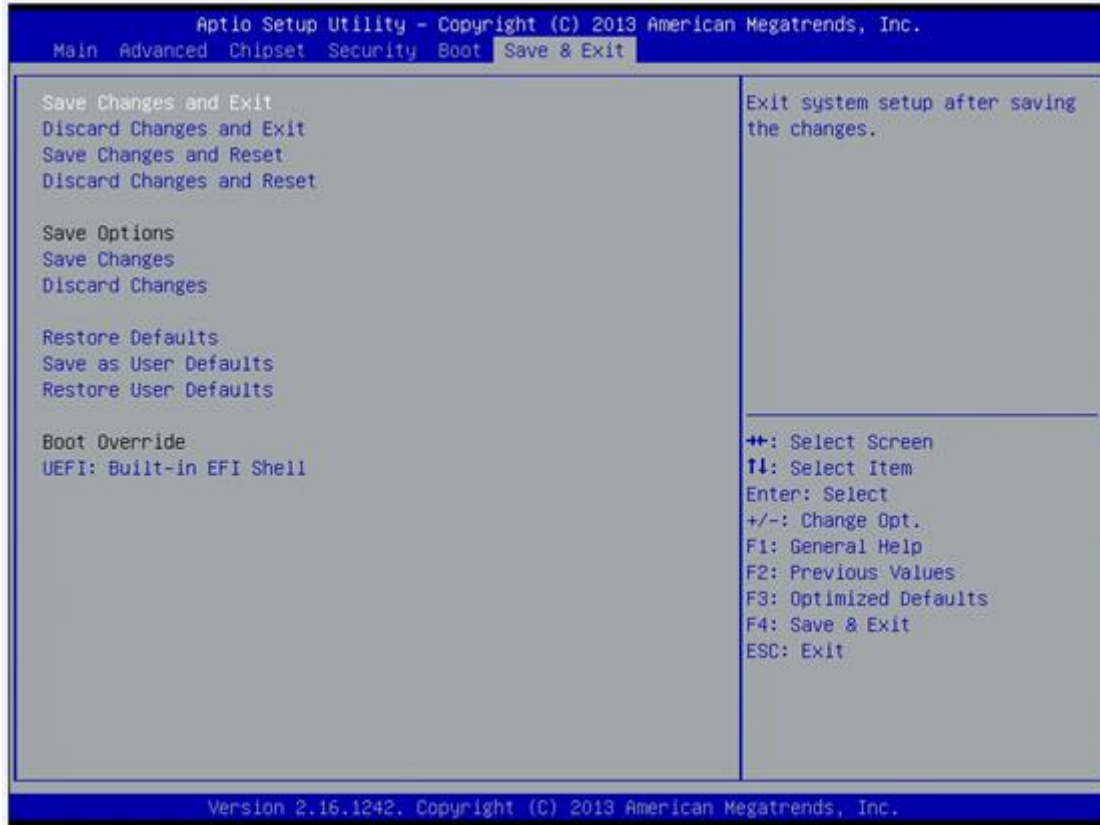 Aptio Setup Utility – Copyright (C) 2013 American Megatrends, Inc.
Main Advanced Chipset Security Boot Save & Exit
Save Changes and Exit
Discard Changes and Exit
Save Changes and Reset
Discard Changes and Reset
Save Options
Save Changes
Discard Changes
Restore Defaults
Save as User Defaults
Restore User Defaults
Boot Override
UEFI: Built-in EFI Shell
Exit system setup after saving
the changes.
→←: Select Screen
↑↓: Select Item
Enter: Select
+/-: Change Opt.
F1: General Help
F2: Previous Values
F3: Optimized Defaults
F4: Save & Exit
ESC: Exit
Version 2.16.1242. Copyright (C) 2013 American Megatrends, Inc.